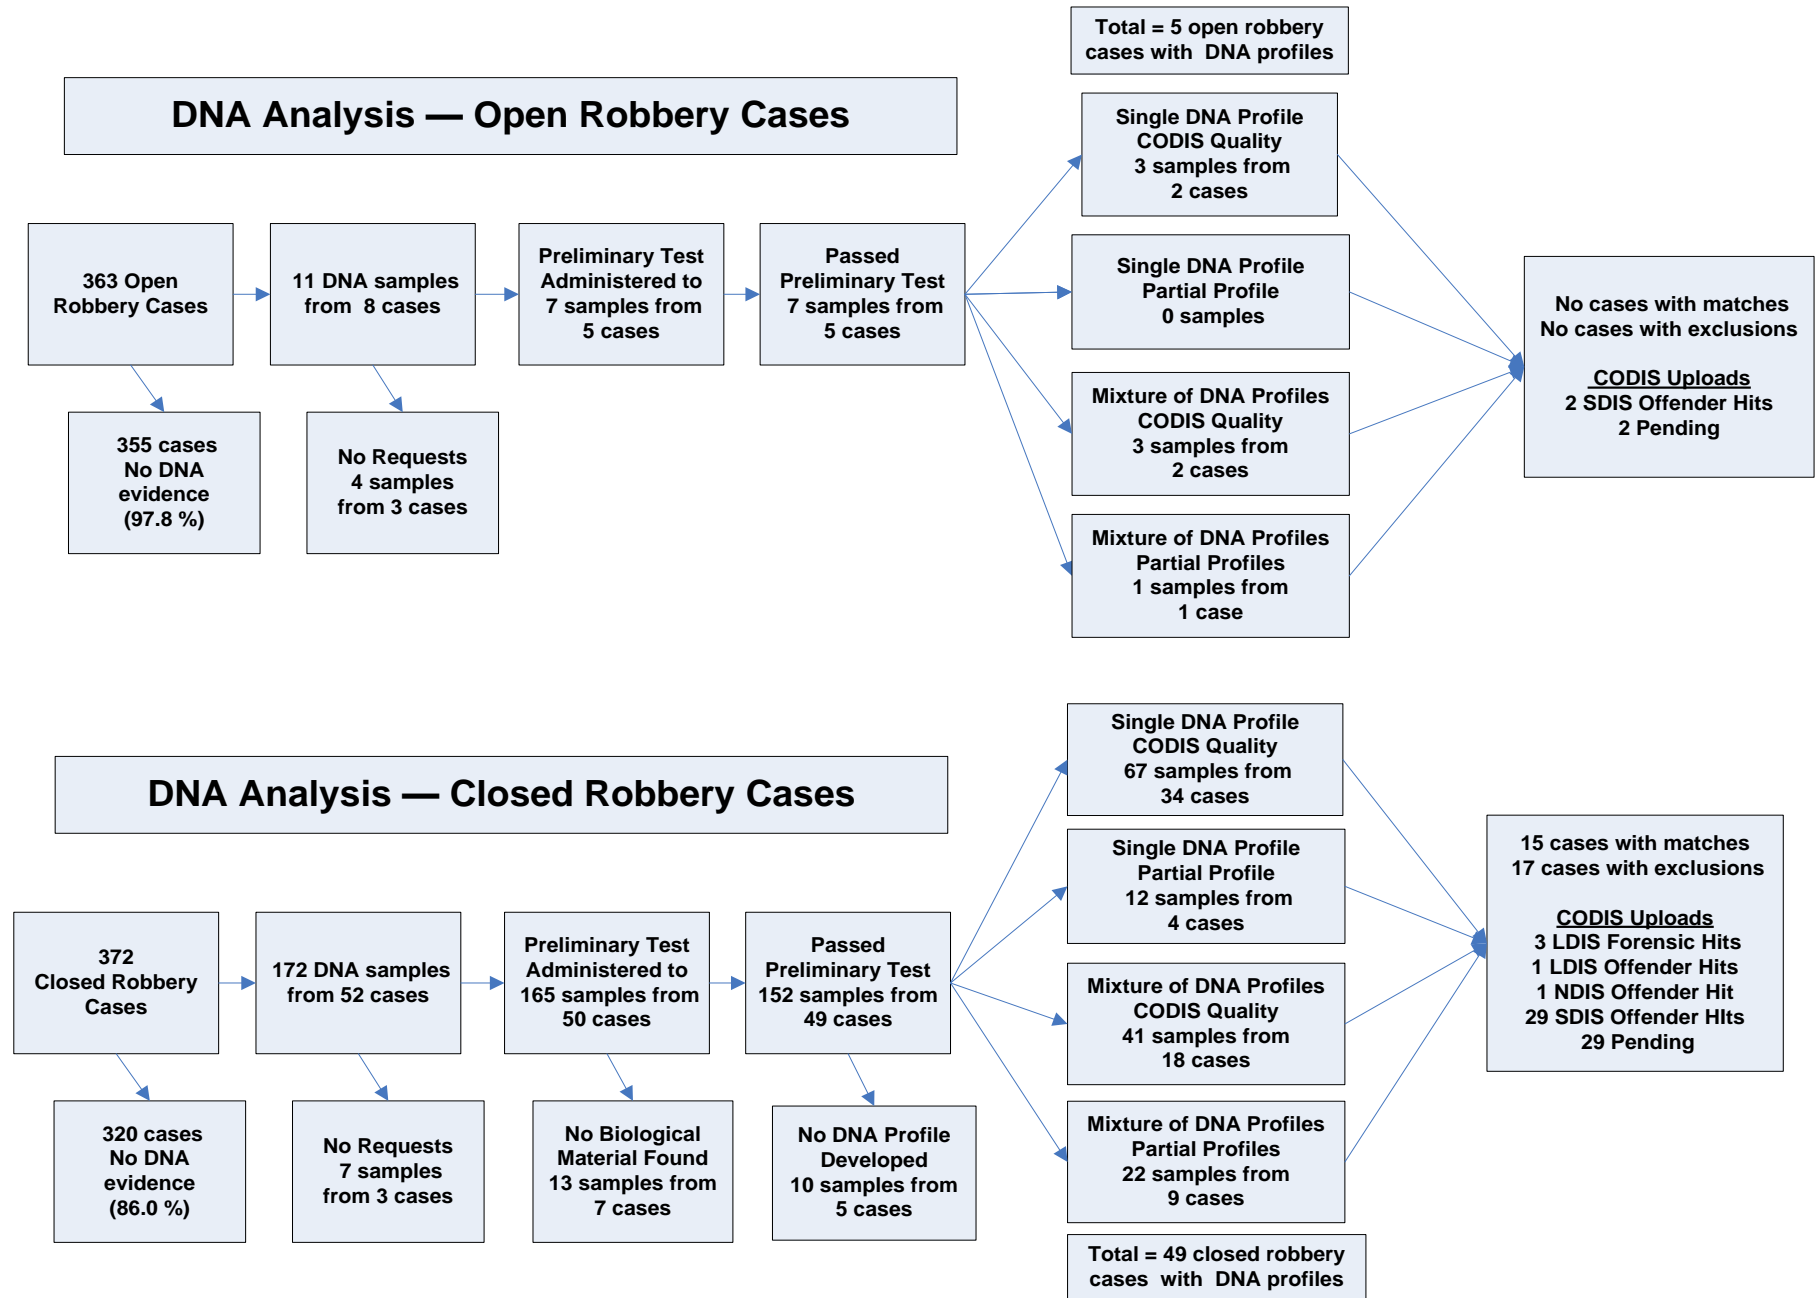 Total = 5 open robbery
cases with DNA profiles
DNA Analysis — Open Robbery Cases
Single DNA Profile
CODIS Quality
3 samples from
2 cases
363 Open
Robbery Cases
11 DNA samples
from 8 cases
Preliminary Test
Administered to
7 samples from
5 cases
Passed
Preliminary Test
7 samples from
5 cases
Single DNA Profile
Partial Profile
0 samples
No cases with matches
No cases with exclusions
CODIS Uploads
2 SDIS Offender Hits
2 Pending
355 cases
No DNA
evidence
(97.8 %)
No Requests
4 samples
from 3 cases
Mixture of DNA Profiles
CODIS Quality
3 samples from
2 cases
Mixture of DNA Profiles
Partial Profiles
1 samples from
1 case
DNA Analysis — Closed Robbery Cases
Single DNA Profile
CODIS Quality
67 samples from
34 cases
Single DNA Profile
Partial Profile
12 samples from
4 cases
15 cases with matches
17 cases with exclusions
CODIS Uploads
3 LDIS Forensic Hits
1 LDIS Offender Hits
1 NDIS Offender Hit
29 SDIS Offender HIts
29 Pending
372
Closed Robbery
Cases
172 DNA samples
from 52 cases
Preliminary Test
Administered to
165 samples from
50 cases
Passed
Preliminary Test
152 samples from
49 cases
Mixture of DNA Profiles
CODIS Quality
41 samples from
18 cases
320 cases
No DNA
evidence
(86.0 %)
No Requests
7 samples
from 3 cases
No Biological
Material Found
13 samples from
7 cases
No DNA Profile
Developed
10 samples from
5 cases
Mixture of DNA Profiles
Partial Profiles
22 samples from
9 cases
Total = 49 closed robbery
cases with DNA profiles